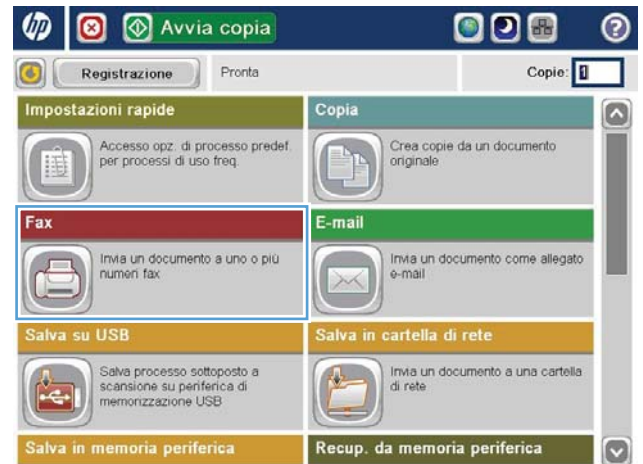 hp
Avvia copia
?
Registrazione
Pronta
Copie: 1
Impostazioni rapide
Accesso opz. di processo predef.
per processi di uso freq.
Copia
Crea copie da un documento
originale
Fax
Invia un documento a uno o più
numeri fax
E-mail
Invia un documento come allegato
e-mail
Salva su USB
Salva processo sottoposto a
scansione su periferica di
memorizzazione USB
Salva in cartella di rete
Invia un documento a una cartella
di rete
Salva in memoria periferica
Recup. da memoria periferica